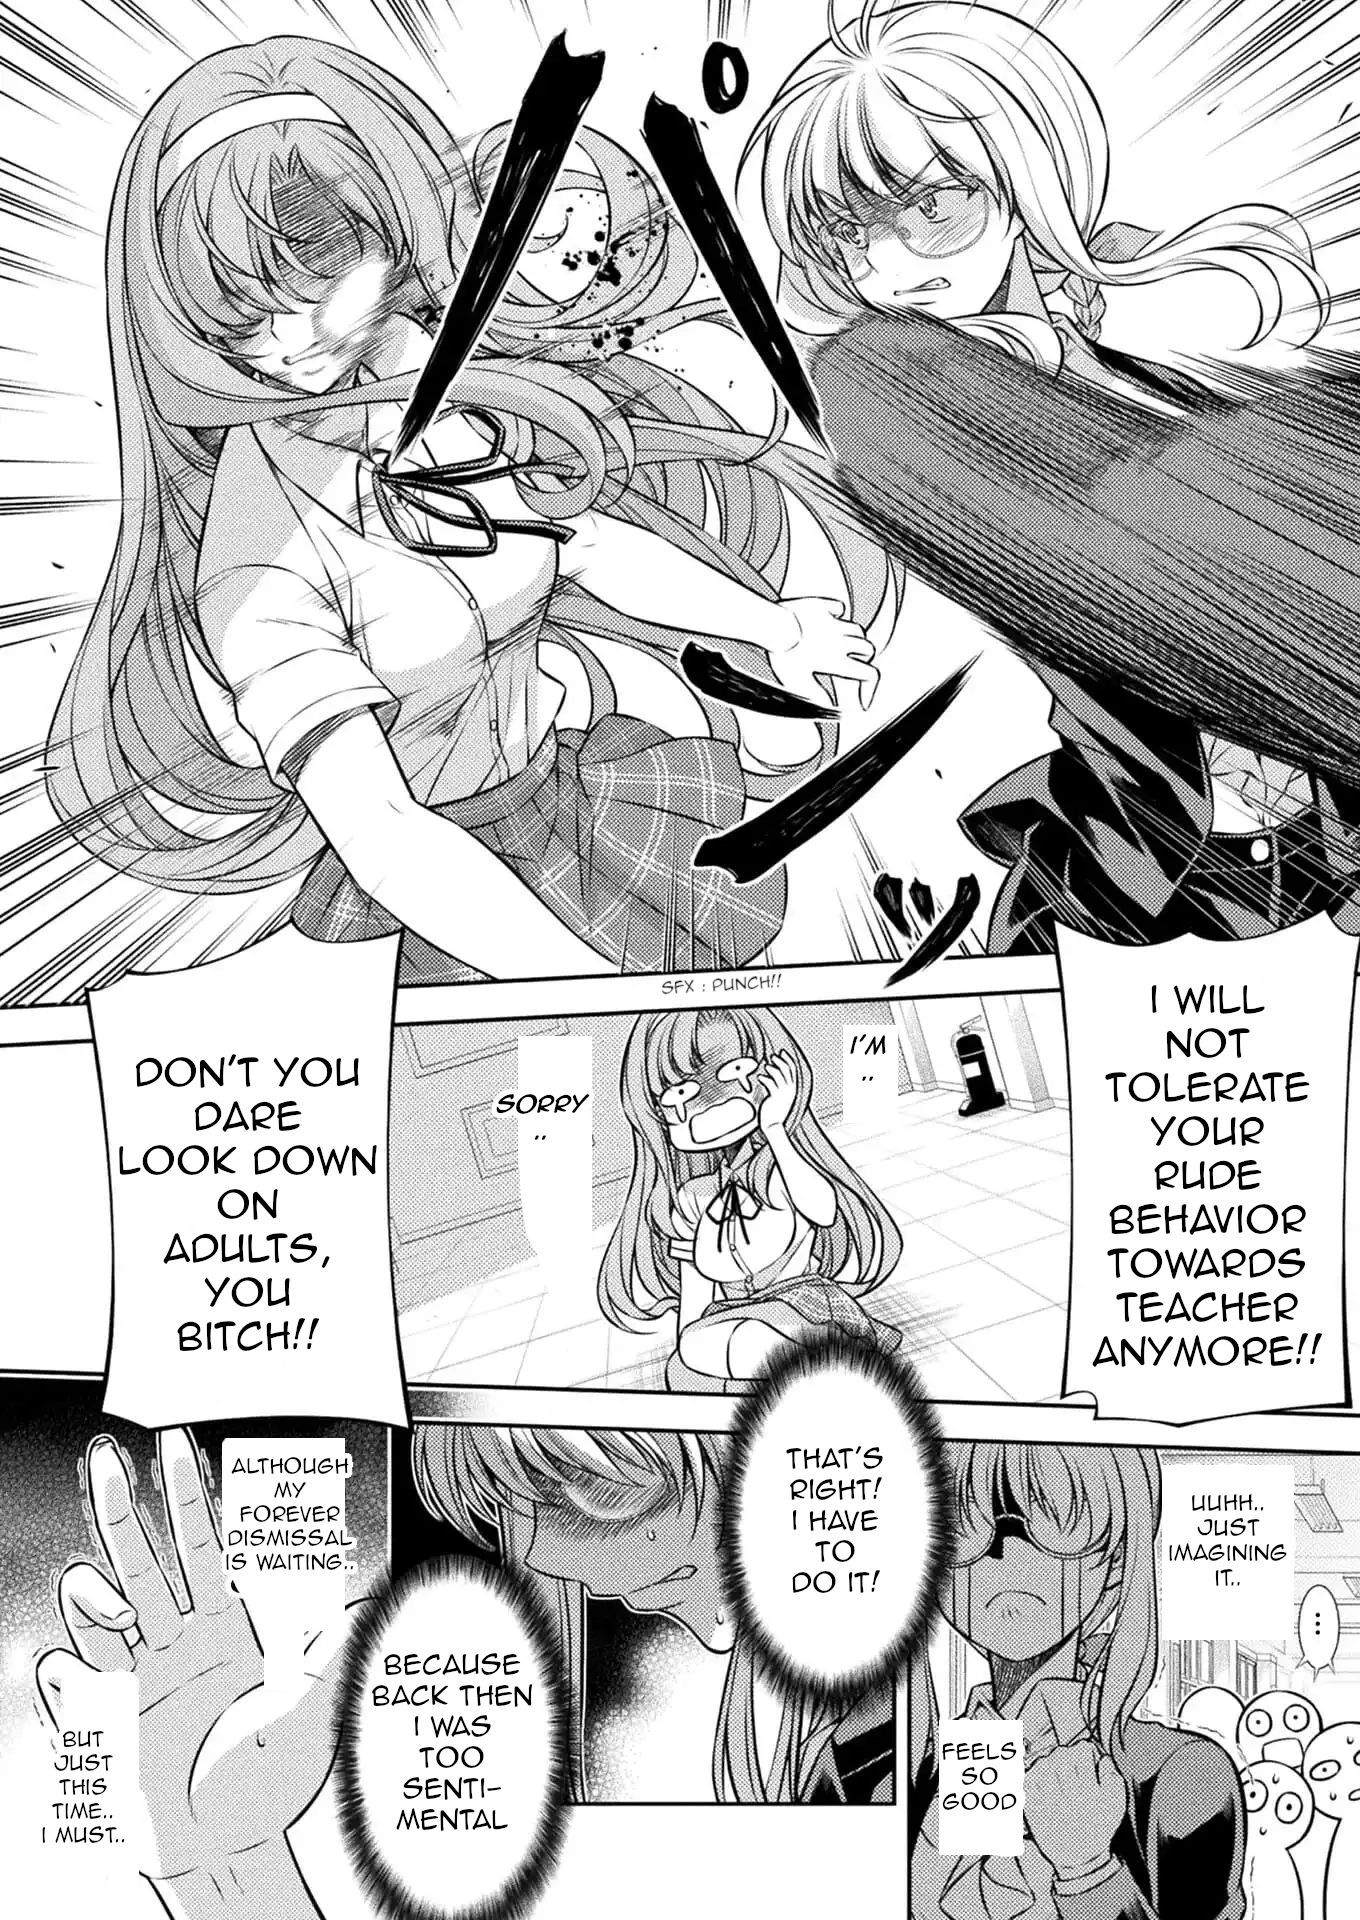 SFX : PUNCH!!
I WILL
NOT
TOLERATE
YOUR
RUDE
BEHAVIOR
TOWARDS
TEACHER
ANYMORE!!
I'M
..
SORRY
..
DON'T YOU
DARE
LOOK DOWN
ON
ADULTS,
YOU
BITCH!!
UUHH..
JUST
IMAGINING
IT..
...
FEELS
SO
GOOD
THAT'S
RIGHT!
I HAVE
TO
DO IT!
BECAUSE
BACK THEN
I WAS
TOO
SENTI-
MENTAL
ALTHOUGH
MY
FOREVER
DISMISSAL
IS WAITING..
BUT
JUST
THIS
TIME..
I MUST..